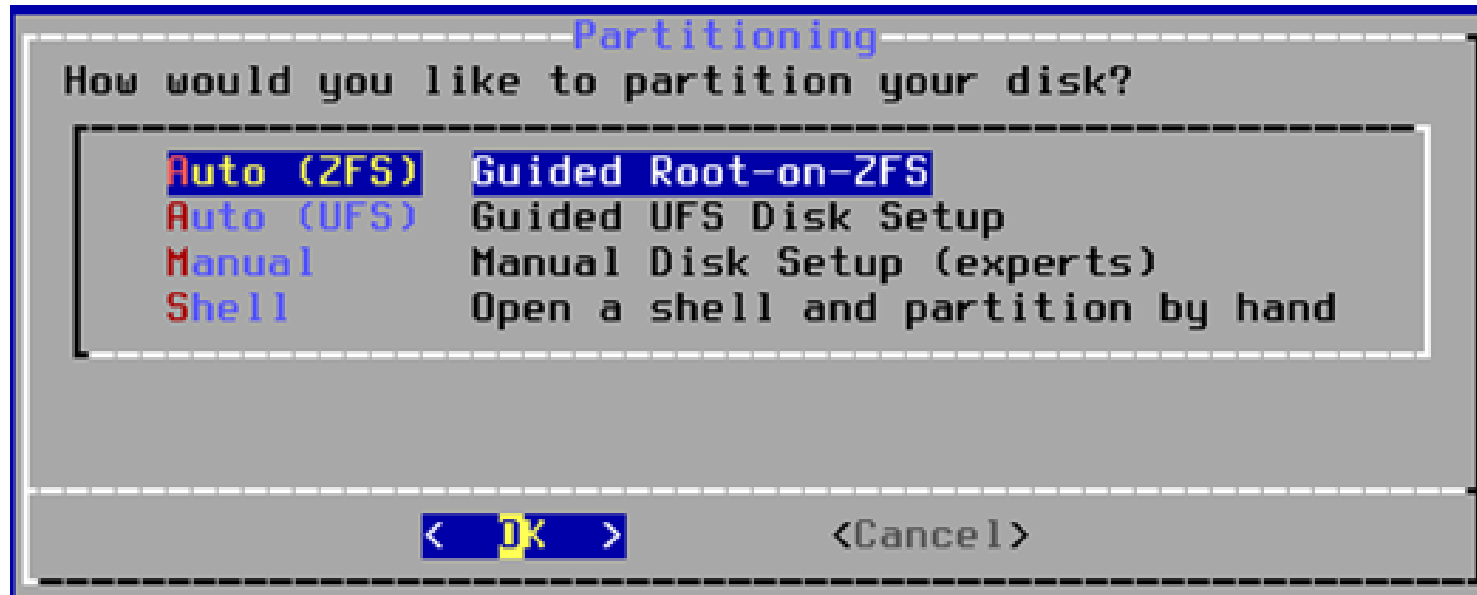 Partitioning
How would you like to partition your disk?
Auto (ZFS) Guided Root-on-ZFS
Auto (UFS) Guided UFS Disk Setup
Manual Manual Disk Setup (experts)
Shell Open a shell and partition by hand
< OK > <Cancel>